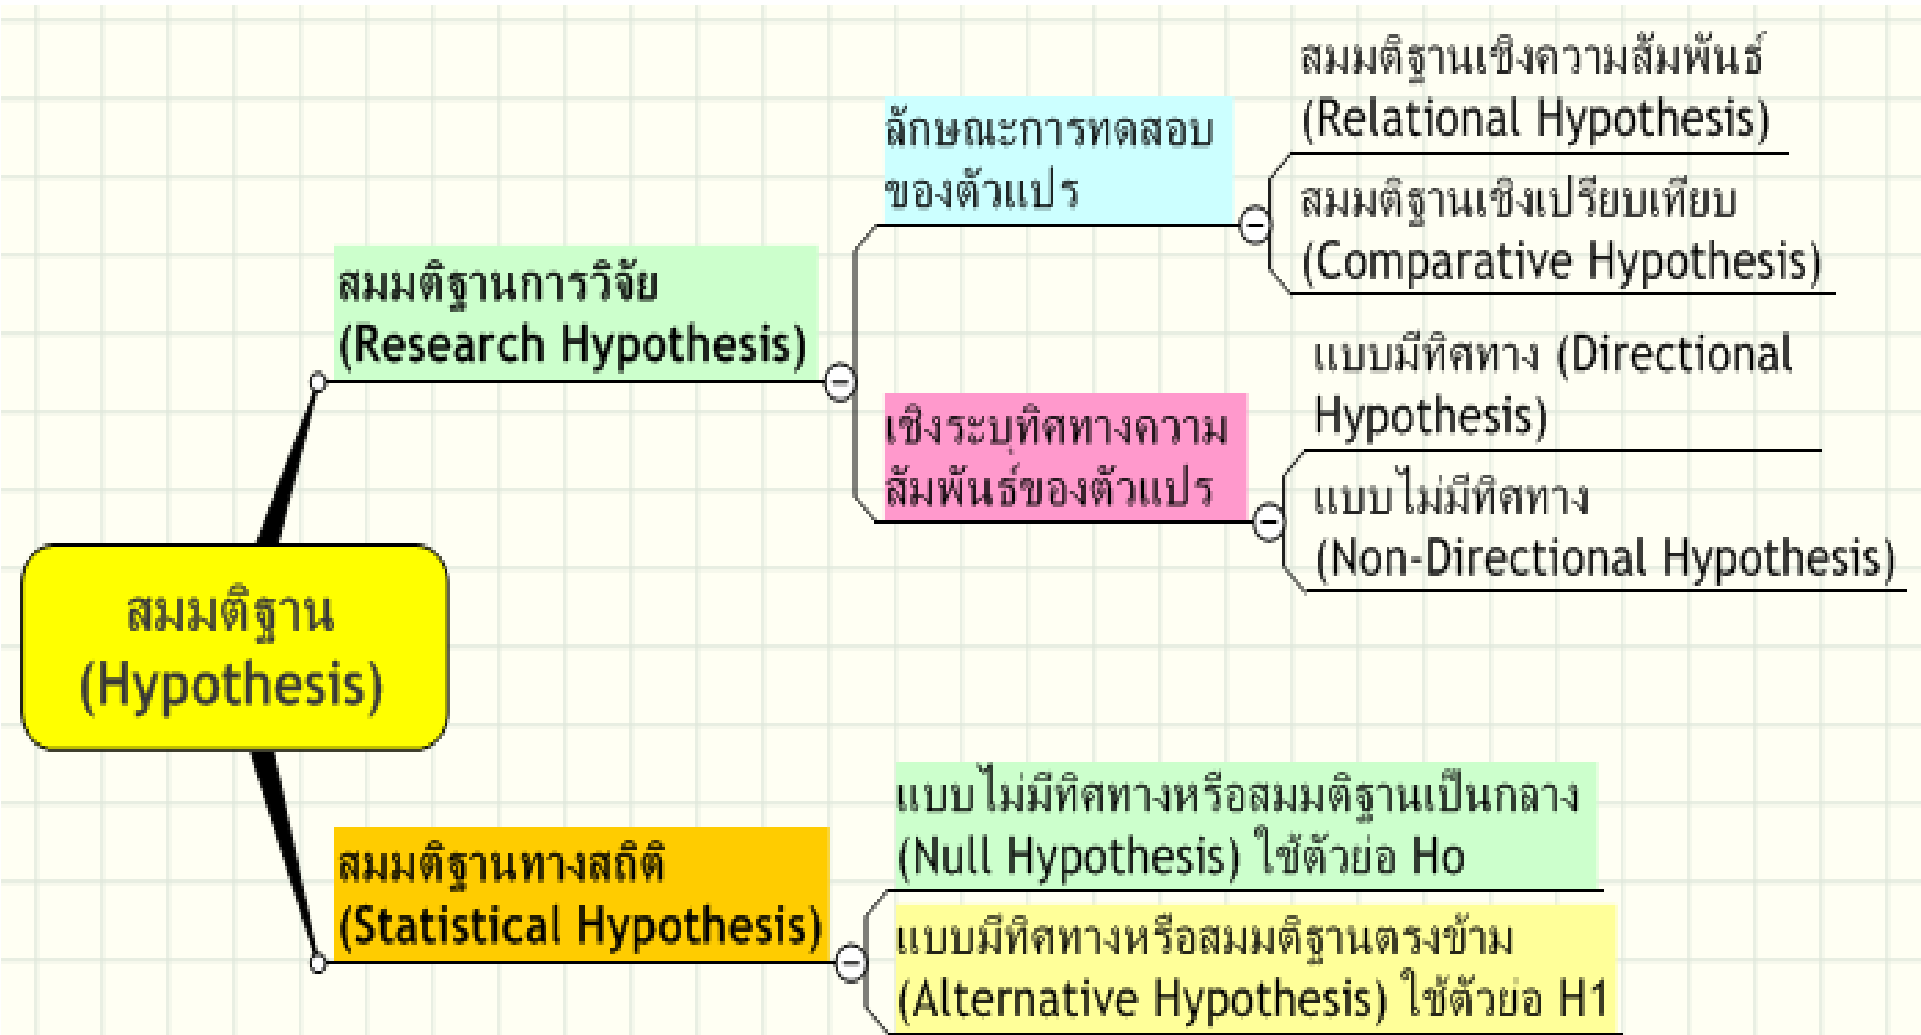 สมมติฐาน
(Hypothesis)
สมมติฐานการวิจัย
(Research Hypothesis)
ลักษณะการทดสอบ
ของตัวแปร
สมมติฐานเชิงความสัมพันธ์
(Relational Hypothesis)
สมมติฐานเชิงเปรียบเทียบ
(Comparative Hypothesis)
เชิงระบุทิศทางความ
สัมพันธ์ของตัวแปร
แบบมีทิศทาง (Directional
Hypothesis)
แบบไม่มีทิศทาง
(Non-Directional Hypothesis)
สมมติฐานทางสถิติ
(Statistical Hypothesis)
แบบไม่มีทิศทางหรือสมมติฐานเป็นกลาง
(Null Hypothesis) ใช้ตัวย่อ Ho
แบบมีทิศทางหรือสมมติฐานตรงข้าม
(Alternative Hypothesis) ใช้ตัวย่อ H1